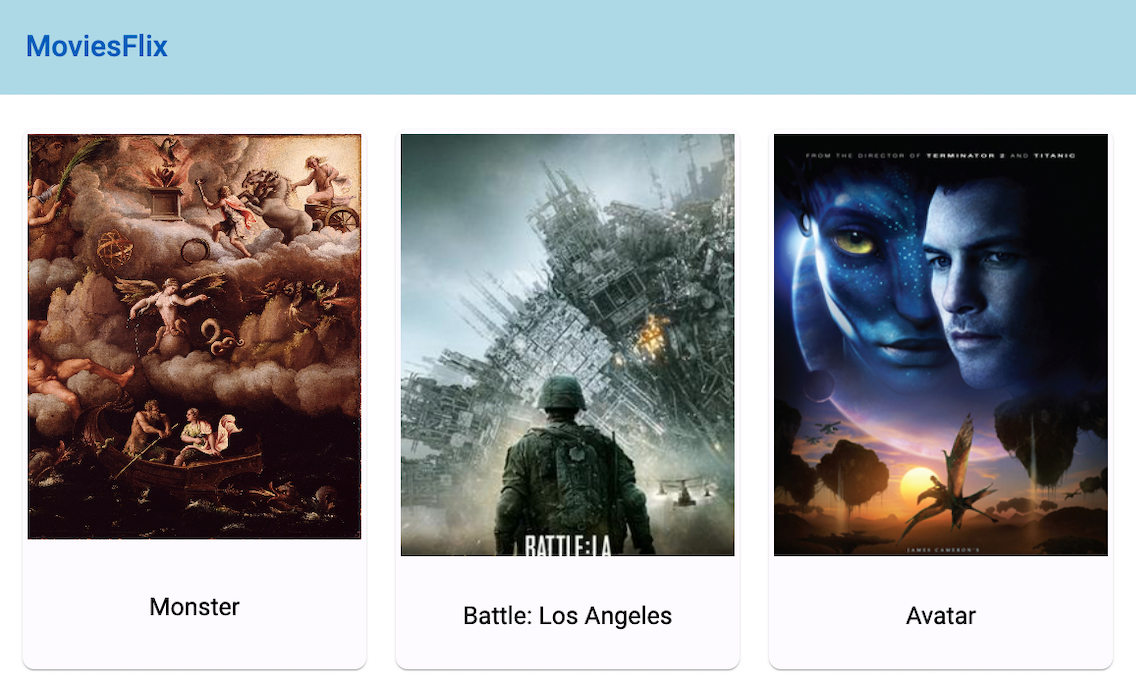 MoviesFlix
FROM THE DIRECTOR OF TERMINATOR 2 AND TITANIC
BATTLE:LA
JAMES CAMERON'S
Monster
Battle: Los Angeles
Avatar